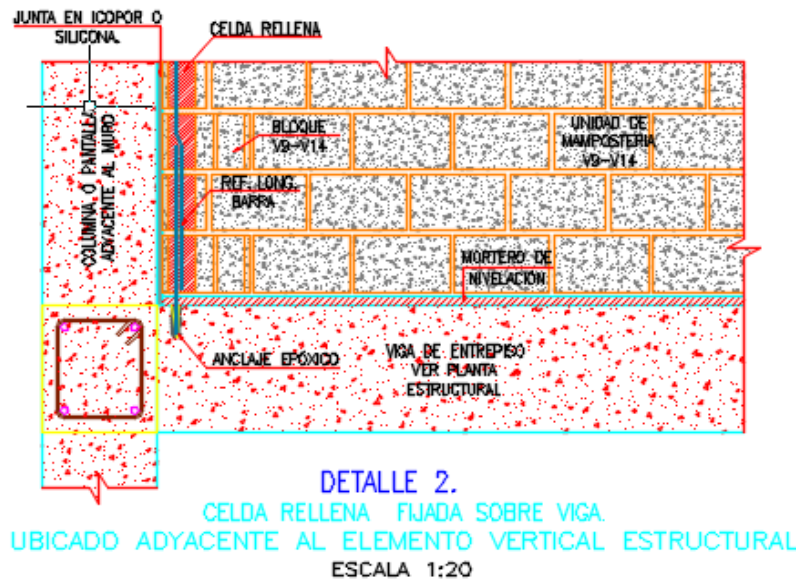 JUNTA EN ICOPOR O
SILICONA.
CELDA RELLENA
COLUMNA O PANTALLA
ADYACENTE AL MURO
BLOQUE
V9-V14
UNIDAD DE
MAMPOSTERIA
V9-V14
REF. LONG.
BARRA
MORTERO DE
NIVELACIÓN
ANCLAJE EPÓXICO
VIGA DE ENTREPISO
VER PLANTA
ESTRUCTURAL
DETALLE 2.
CELDA RELLENA FIJADA SOBRE VIGA.
UBICADO ADYACENTE AL ELEMENTO VERTICAL ESTRUCTURAL
ESCALA 1:20